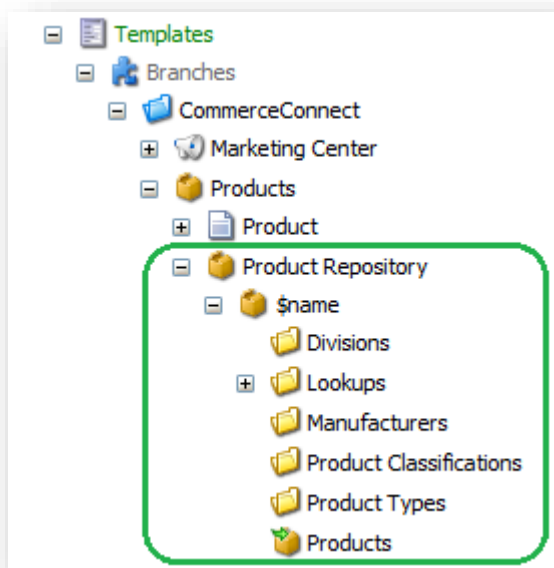 Templates
Branches
CommerceConnect
Marketing Center
Products
Product
Product Repository
$name
Divisions
Lookups
Manufacturers
Product Classifications
Product Types
Products